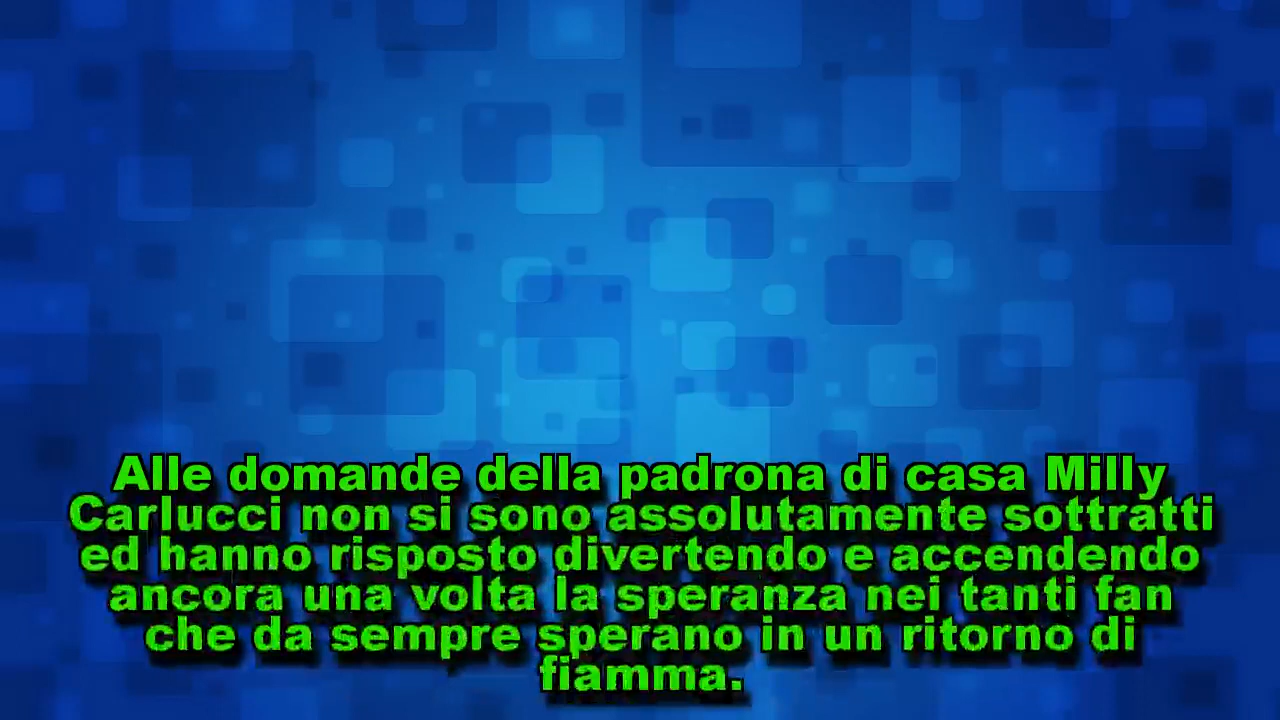 Alle domande della padrona di casa Milly
Carlucci non si sono assolutamente sottratti
ed hanno risposto divertendo e accendendo
ancora una volta la speranza nei tanti fan
che da sempre sperano in un ritorno di
fiamma.